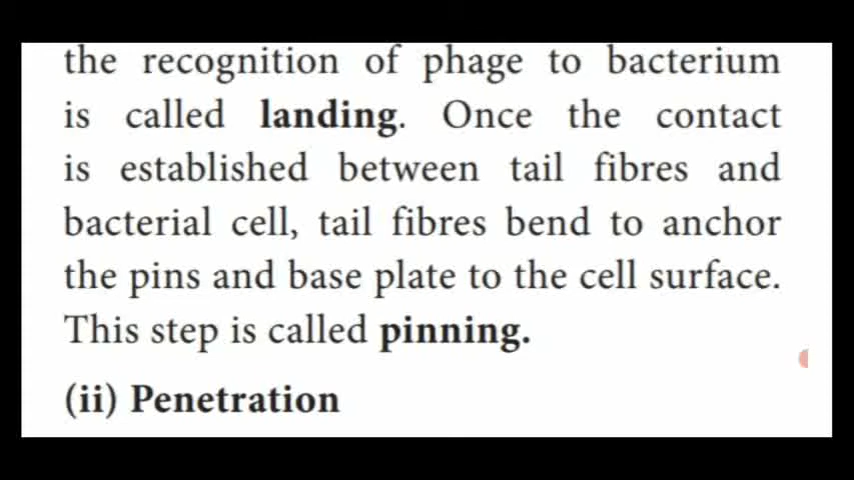 the recognition of phage to bacterium
is called landing. Once the contact
is established between tail fibres and
bacterial cell, tail fibres bend to anchor
the pins and base plate to the cell surface.
This step is called pinning.
(ii) Penetration